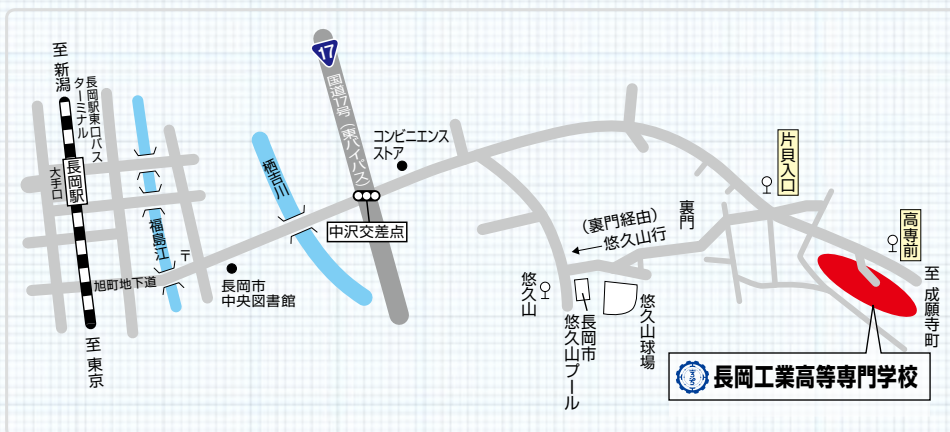 至 新潟
長岡駅東口バス
ターミナル
大手口
長岡駅
旭町地下道
至 東京
福島江
〒
長岡市
中央図書館
栖吉川
17
国道17号（東バイパス）
コンビニエンス
ストア
中沢交差点
（裏門経由）
悠久山行
裏門
悠久山
長岡市
悠久山プール
悠久山球場
片貝入口
高専前
至 成願寺町
長岡工業高等専門学校